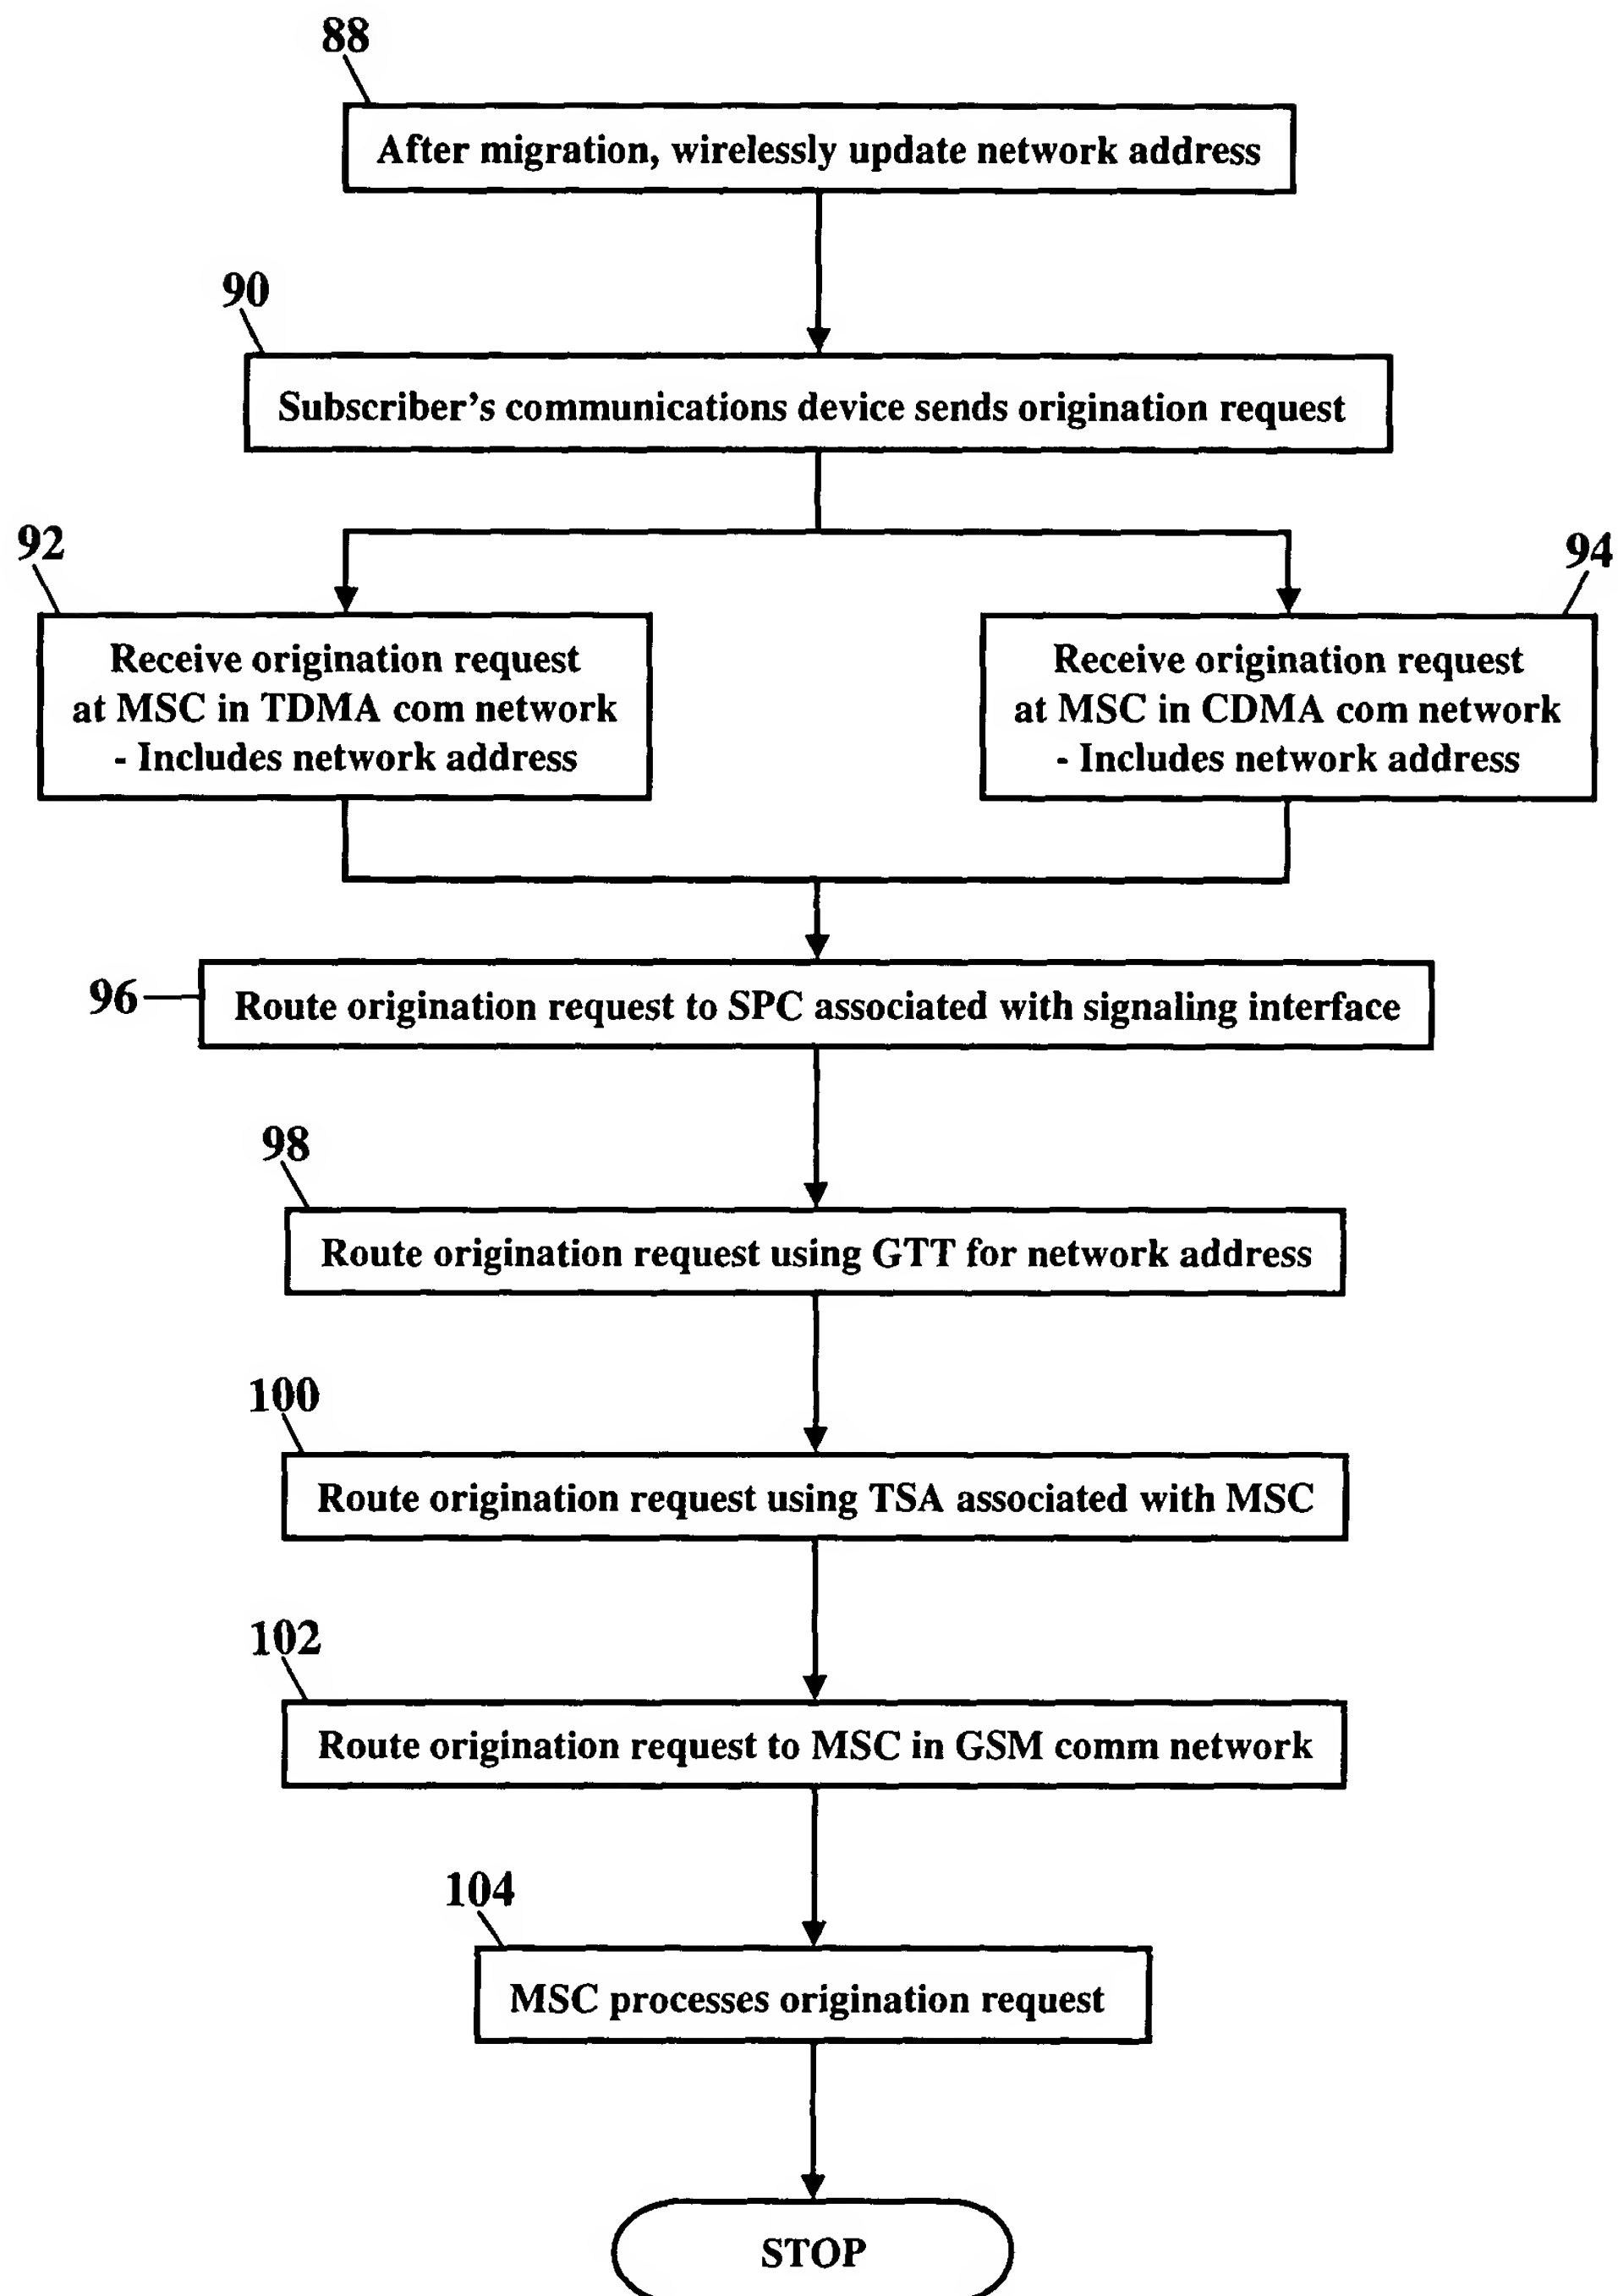 88
After migration, wirelessly update network address
90
Subscriber’s communications device sends origination request
92
94
Receive origination request
at MSC in TDMA com network
- Includes network address
Receive origination request
at MSC in CDMA com network
- Includes network address
96
Route origination request to SPC associated with signaling interface
98
Route origination request using GTT for network address
100
Route origination request using TSA associated with MSC
102
Route origination request to MSC in GSM comm network
104
MSC processes origination request
STOP